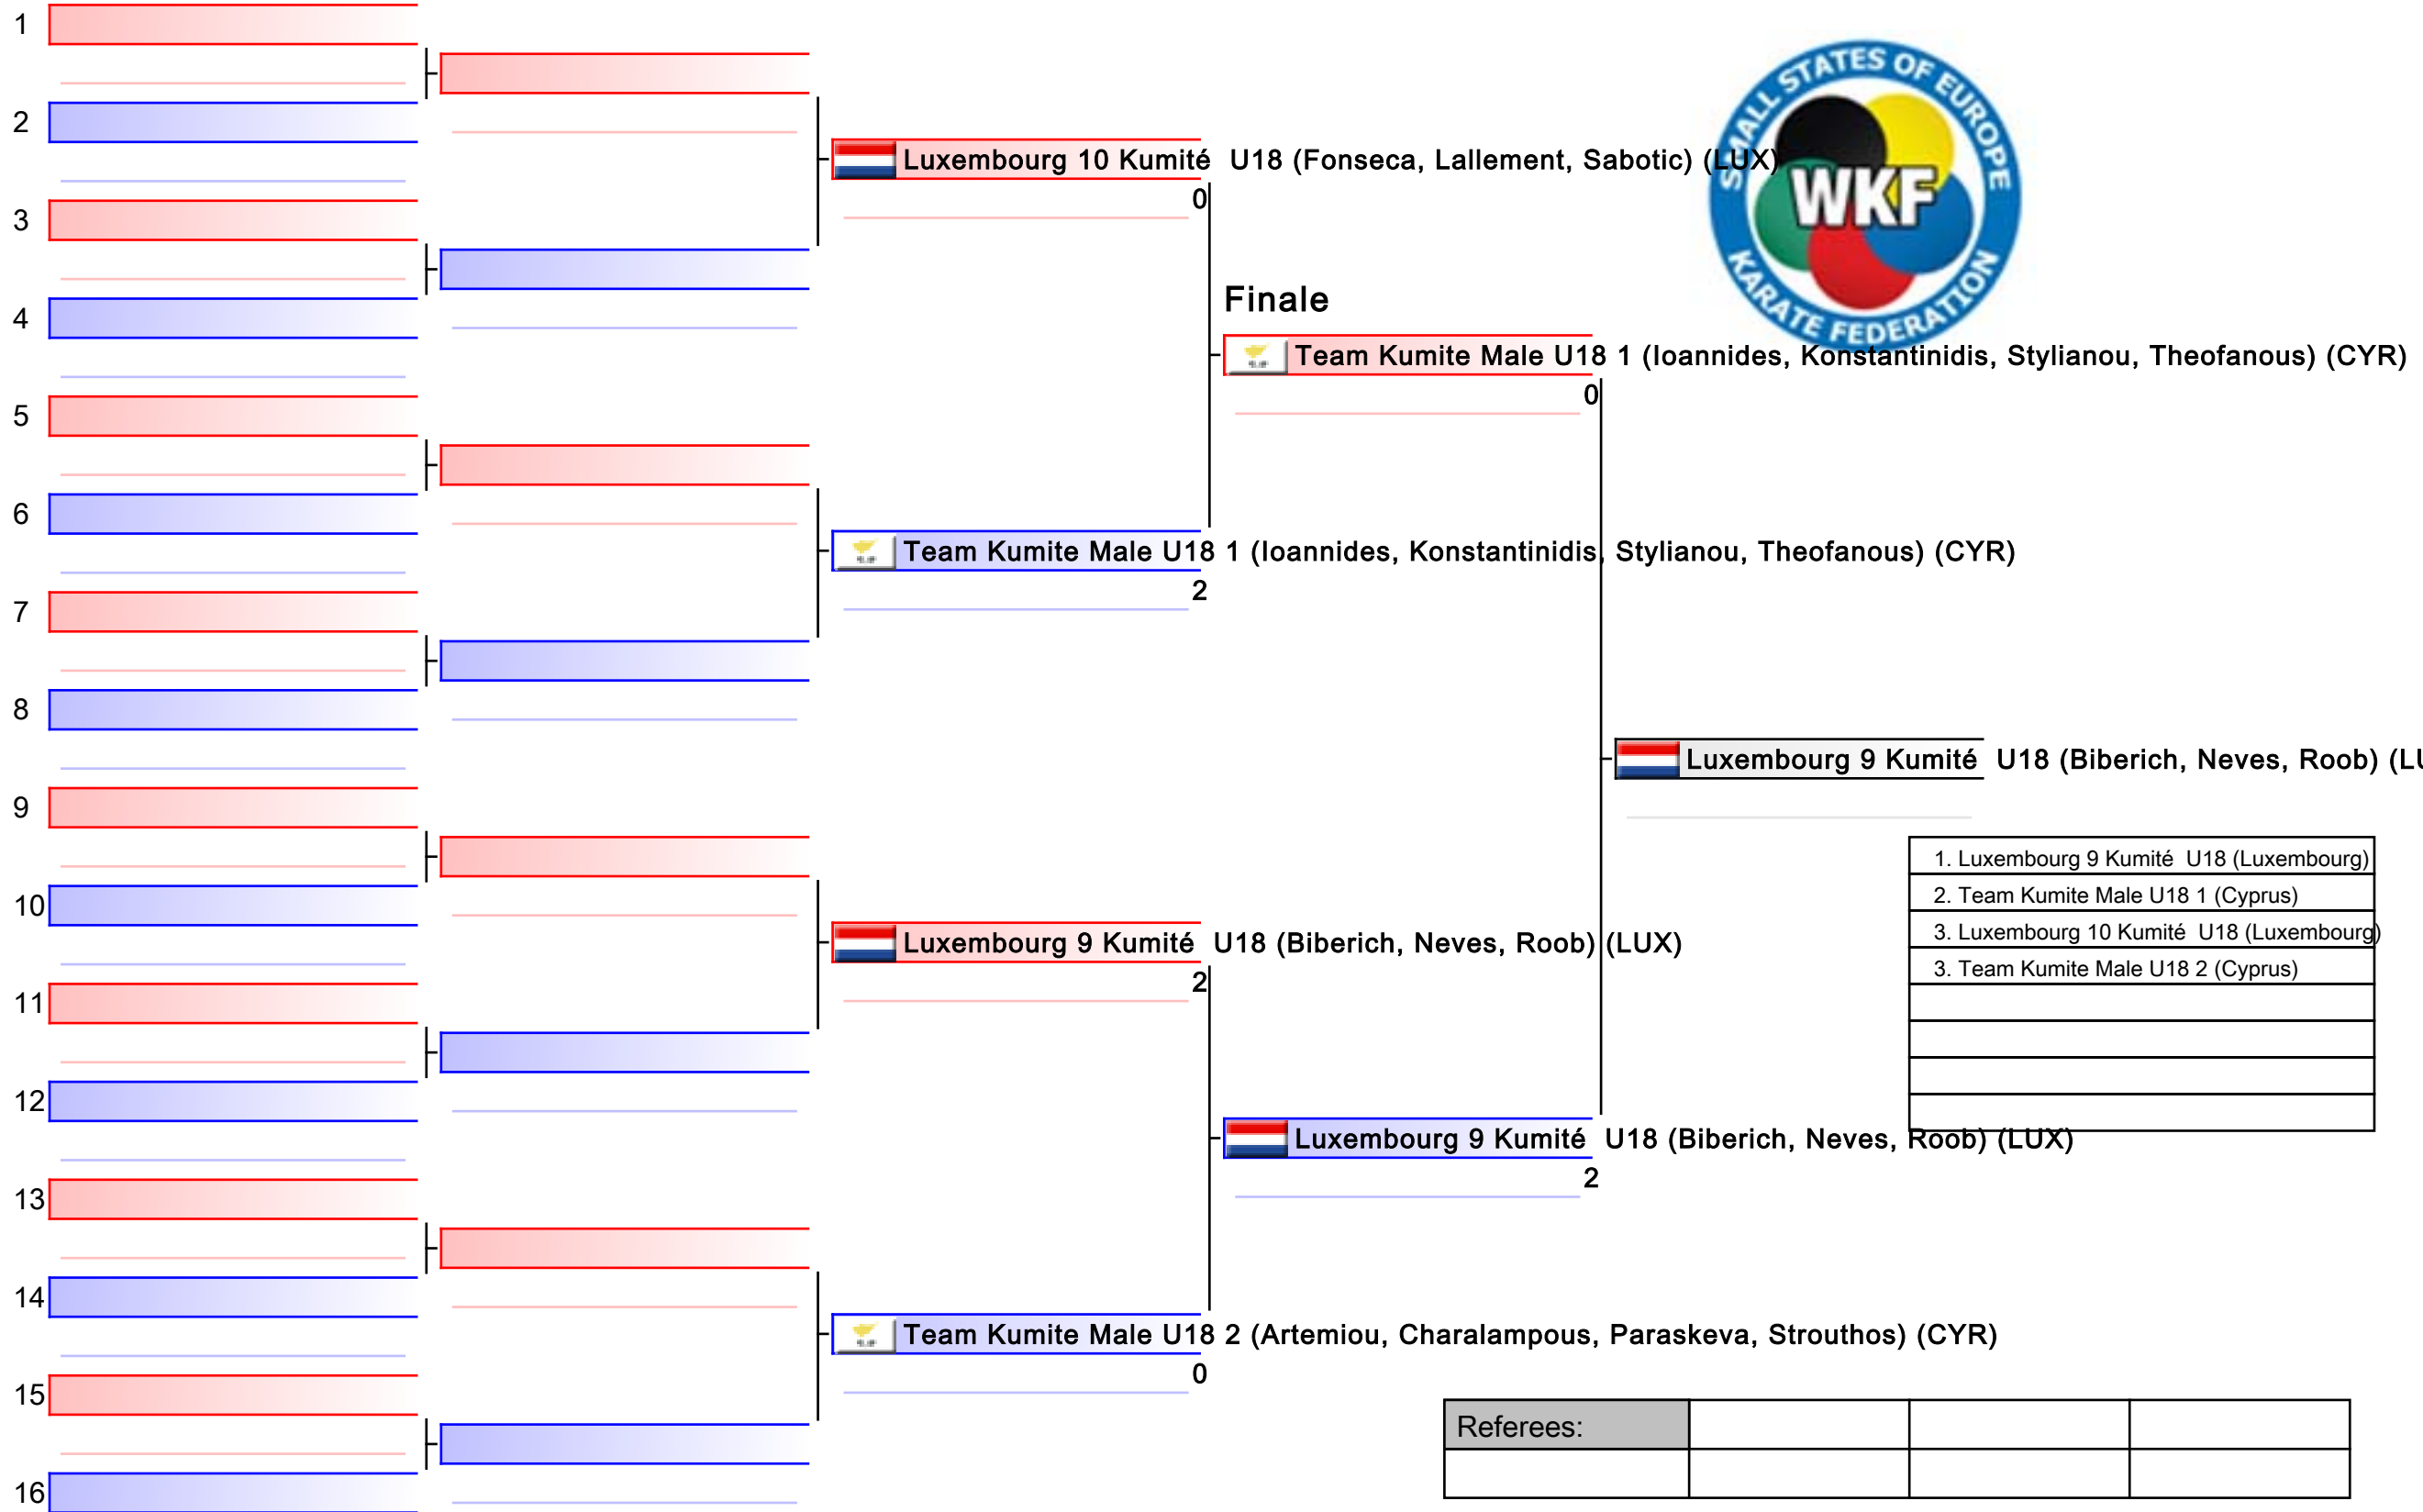 1
2
3
4
5
6
7
8
9
10
11
12
13
14
15
16
Luxembourg 10 Kumité  U18 (Fonseca, Lallement, Sabotic) (LUX)
0
Team Kumite Male U18 1 (Ioannides, Konstantinidis, Stylianou, Theofanous) (CYR)
2
Luxembourg 9 Kumité  U18 (Biberich, Neves, Roob) (LUX)
2
Team Kumite Male U18 2 (Artemiou, Charalampous, Paraskeva, Strouthos) (CYR)
0
Finale
Team Kumite Male U18 1 (Ioannides, Konstantinidis, Stylianou, Theofanous) (CYR)
0
Luxembourg 9 Kumité  U18 (Biberich, Neves, Roob) (LUX)
2
SMALL STATES OF EUROPE
WKF
KARATE FEDERATION
Luxembourg 9 Kumité  U18 (Biberich, Neves, Roob) (LU
1. Luxembourg 9 Kumité  U18 (Luxembourg)
2. Team Kumite Male U18 1 (Cyprus)
3. Luxembourg 10 Kumité  U18 (Luxembourg)
3. Team Kumite Male U18 2 (Cyprus)
Referees: